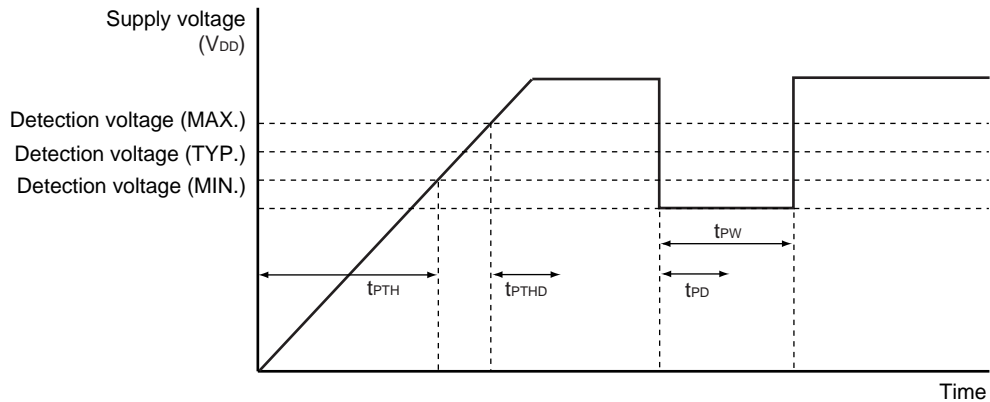 Supply voltage
(VDD)
Detection voltage (MAX.)
Detection voltage (TYP.)
Detection voltage (MIN.)
tPW
tPTH
tPTHD
tPD
Time